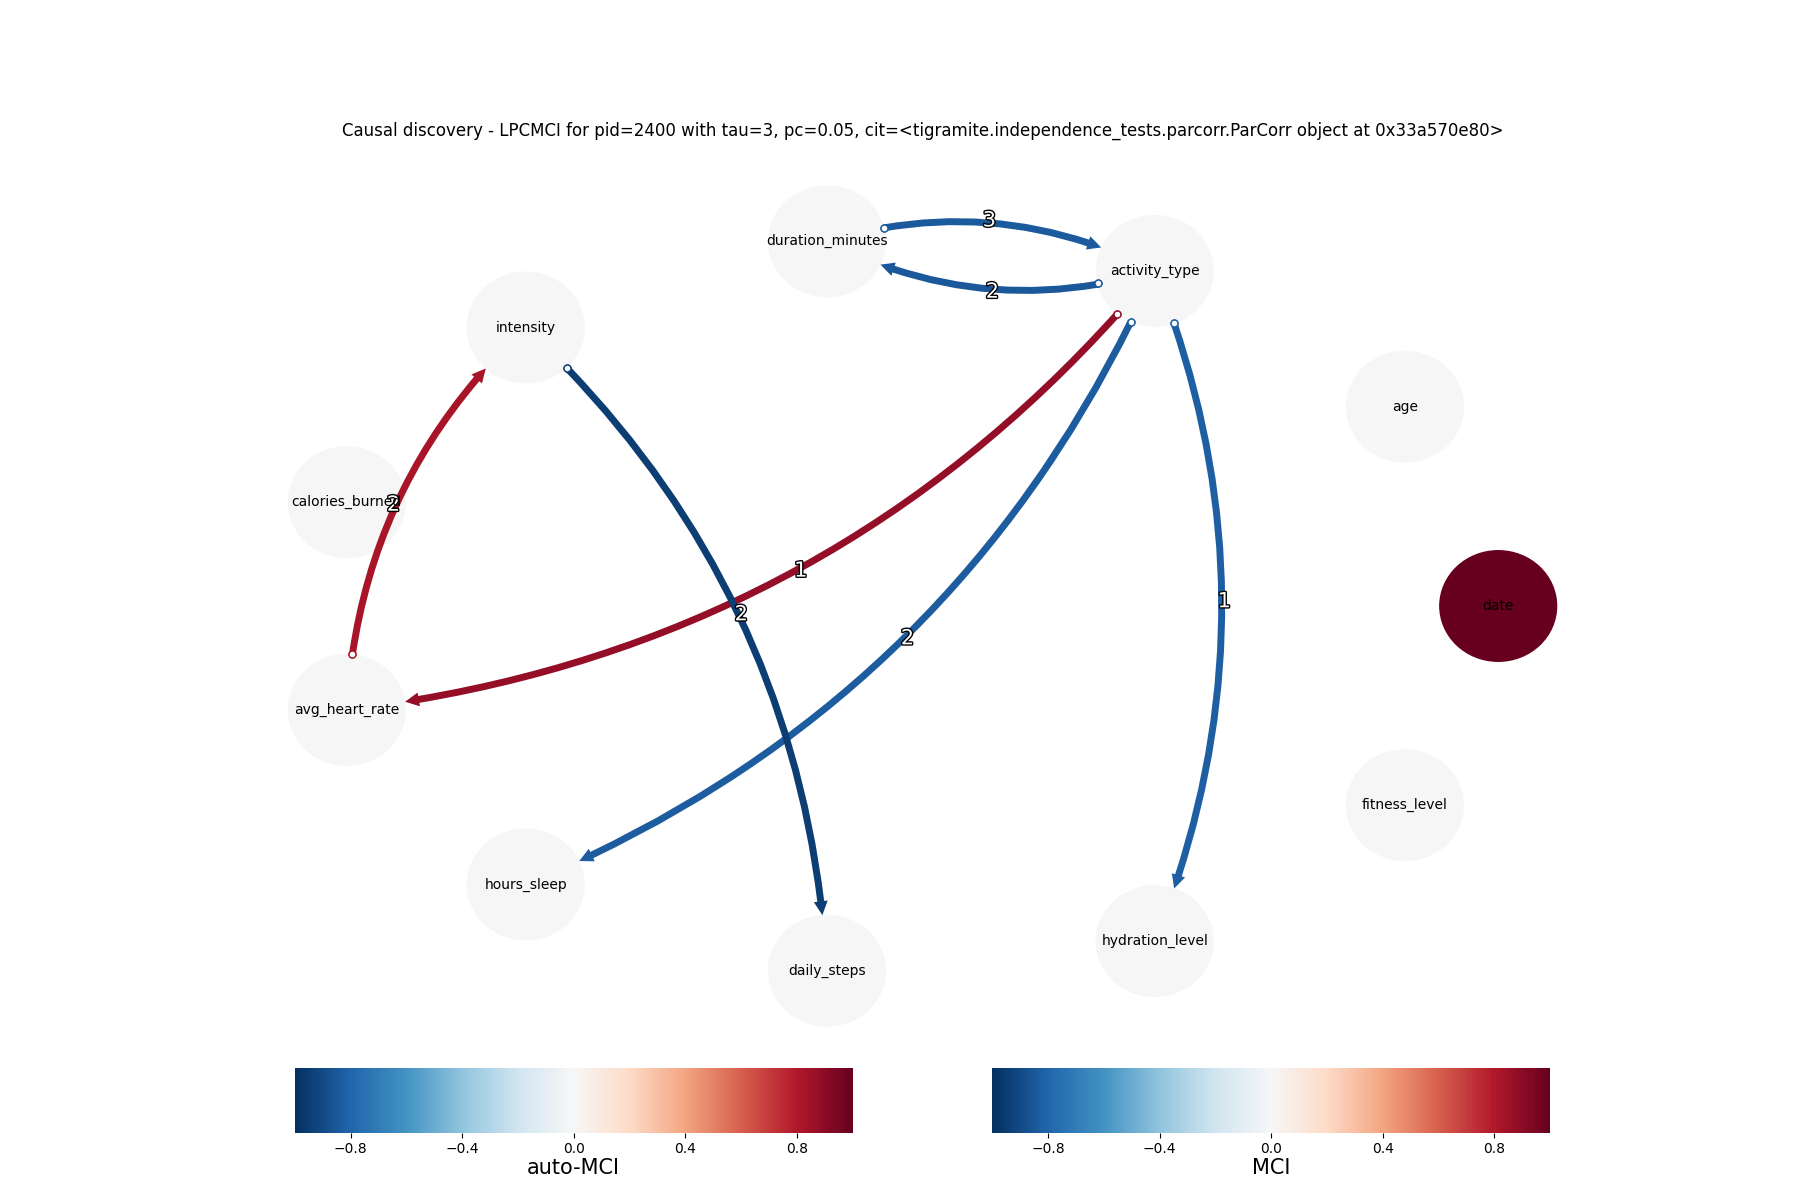 Causal discovery - LPCMCI for pid=2400 with tau=3, pc=0.05, cit=<tigramite.independence_tests.parcorr.ParCorr object at 0x33a570e80>
3
duration_minutes
activity_type
2
intensity
age
calories_burned
2
1
1
date
2
2
avg_heart_rate
fitness_level
hours_sleep
hydration_level
daily_steps
−0.8 −0.4 0.0 0.4 0.8
auto-MCI
−0.8 −0.4 0.0 0.4 0.8
MCI